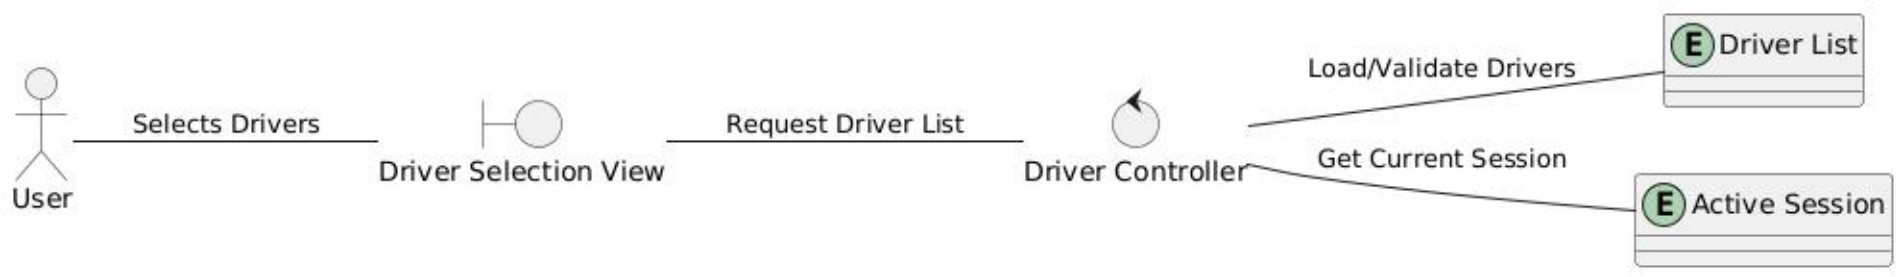 User
Selects Drivers
Driver Selection View
Request Driver List
Driver Controller
Load/Validate Drivers
E Driver List
Get Current Session
E Active Session